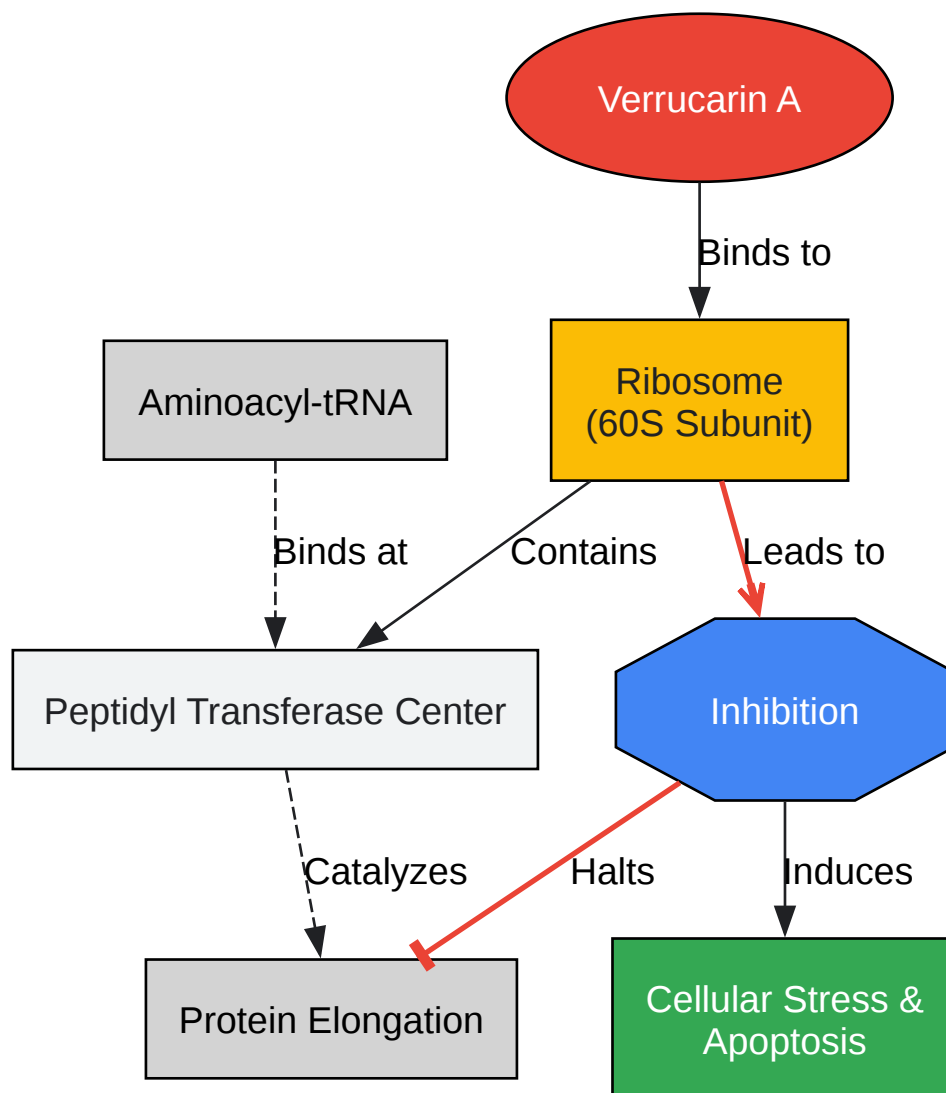 Verrucarin A
Binds to
Ribosome
(60S Subunit)
Aminoacyl-tRNA
Binds at
Contains
Leads to
Peptidyl Transferase Center
Inhibition
Catalyzes
Halts
Induces
Protein Elongation
Cellular Stress &
Apoptosis